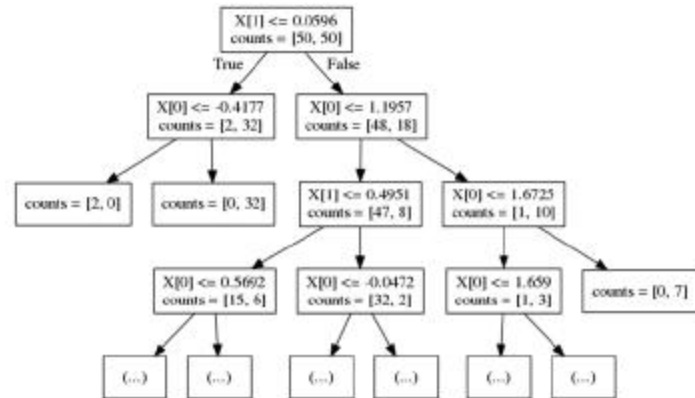 X[1] <= 0.0596
counts = [50, 50]
True
False
X[0] <= -0.4177
counts = [2, 32]
X[0] <= 1.1957
counts = [48, 18]
counts = [2, 0]
counts = [0, 32]
X[1] <= 0.4951
counts = [47, 8]
X[0] <= 1.6725
counts = [1, 10]
X[0] <= 0.5692
counts = [15, 6]
X[0] <= -0.0472
counts = [32, 2]
X[0] <= 1.659
counts = [1, 3]
counts = [0, 7]
(...)
(...)
(...)
(...)
(...)
(...)